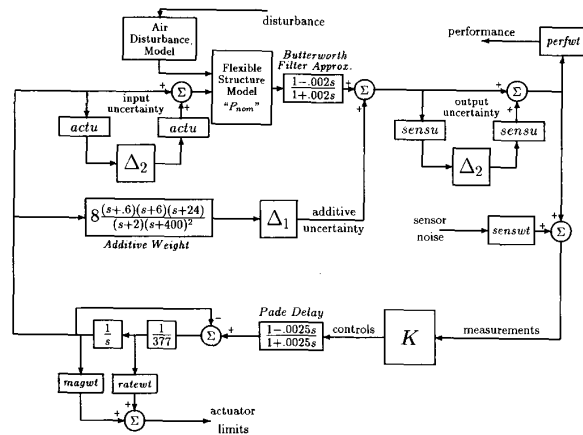 disturbance
Air
Disturbance
Model
Flexible
Structure
Model
"P_nom"
Butterworth
Filter Approx.
1-.002s
1+.002s
performance
perfwt
input
uncertainty
+
Σ
+
actu
actu
Δ₂
+
Σ
+
+
Σ
+
output
uncertainty
sensu
sensu
Δ₂
8 (s+.6)(s+6)(s+24)
(s+2)(s+400)²
Additive Weight
Δ₁
additive
uncertainty
sensor
noise
senswt
+
+
Σ
Pade Delay
1-.0025s
1+.0025s
controls
K
measurements
1
s
1
377
-
Σ
+
magwt
ratewt
+
+
Σ
actuator
limits